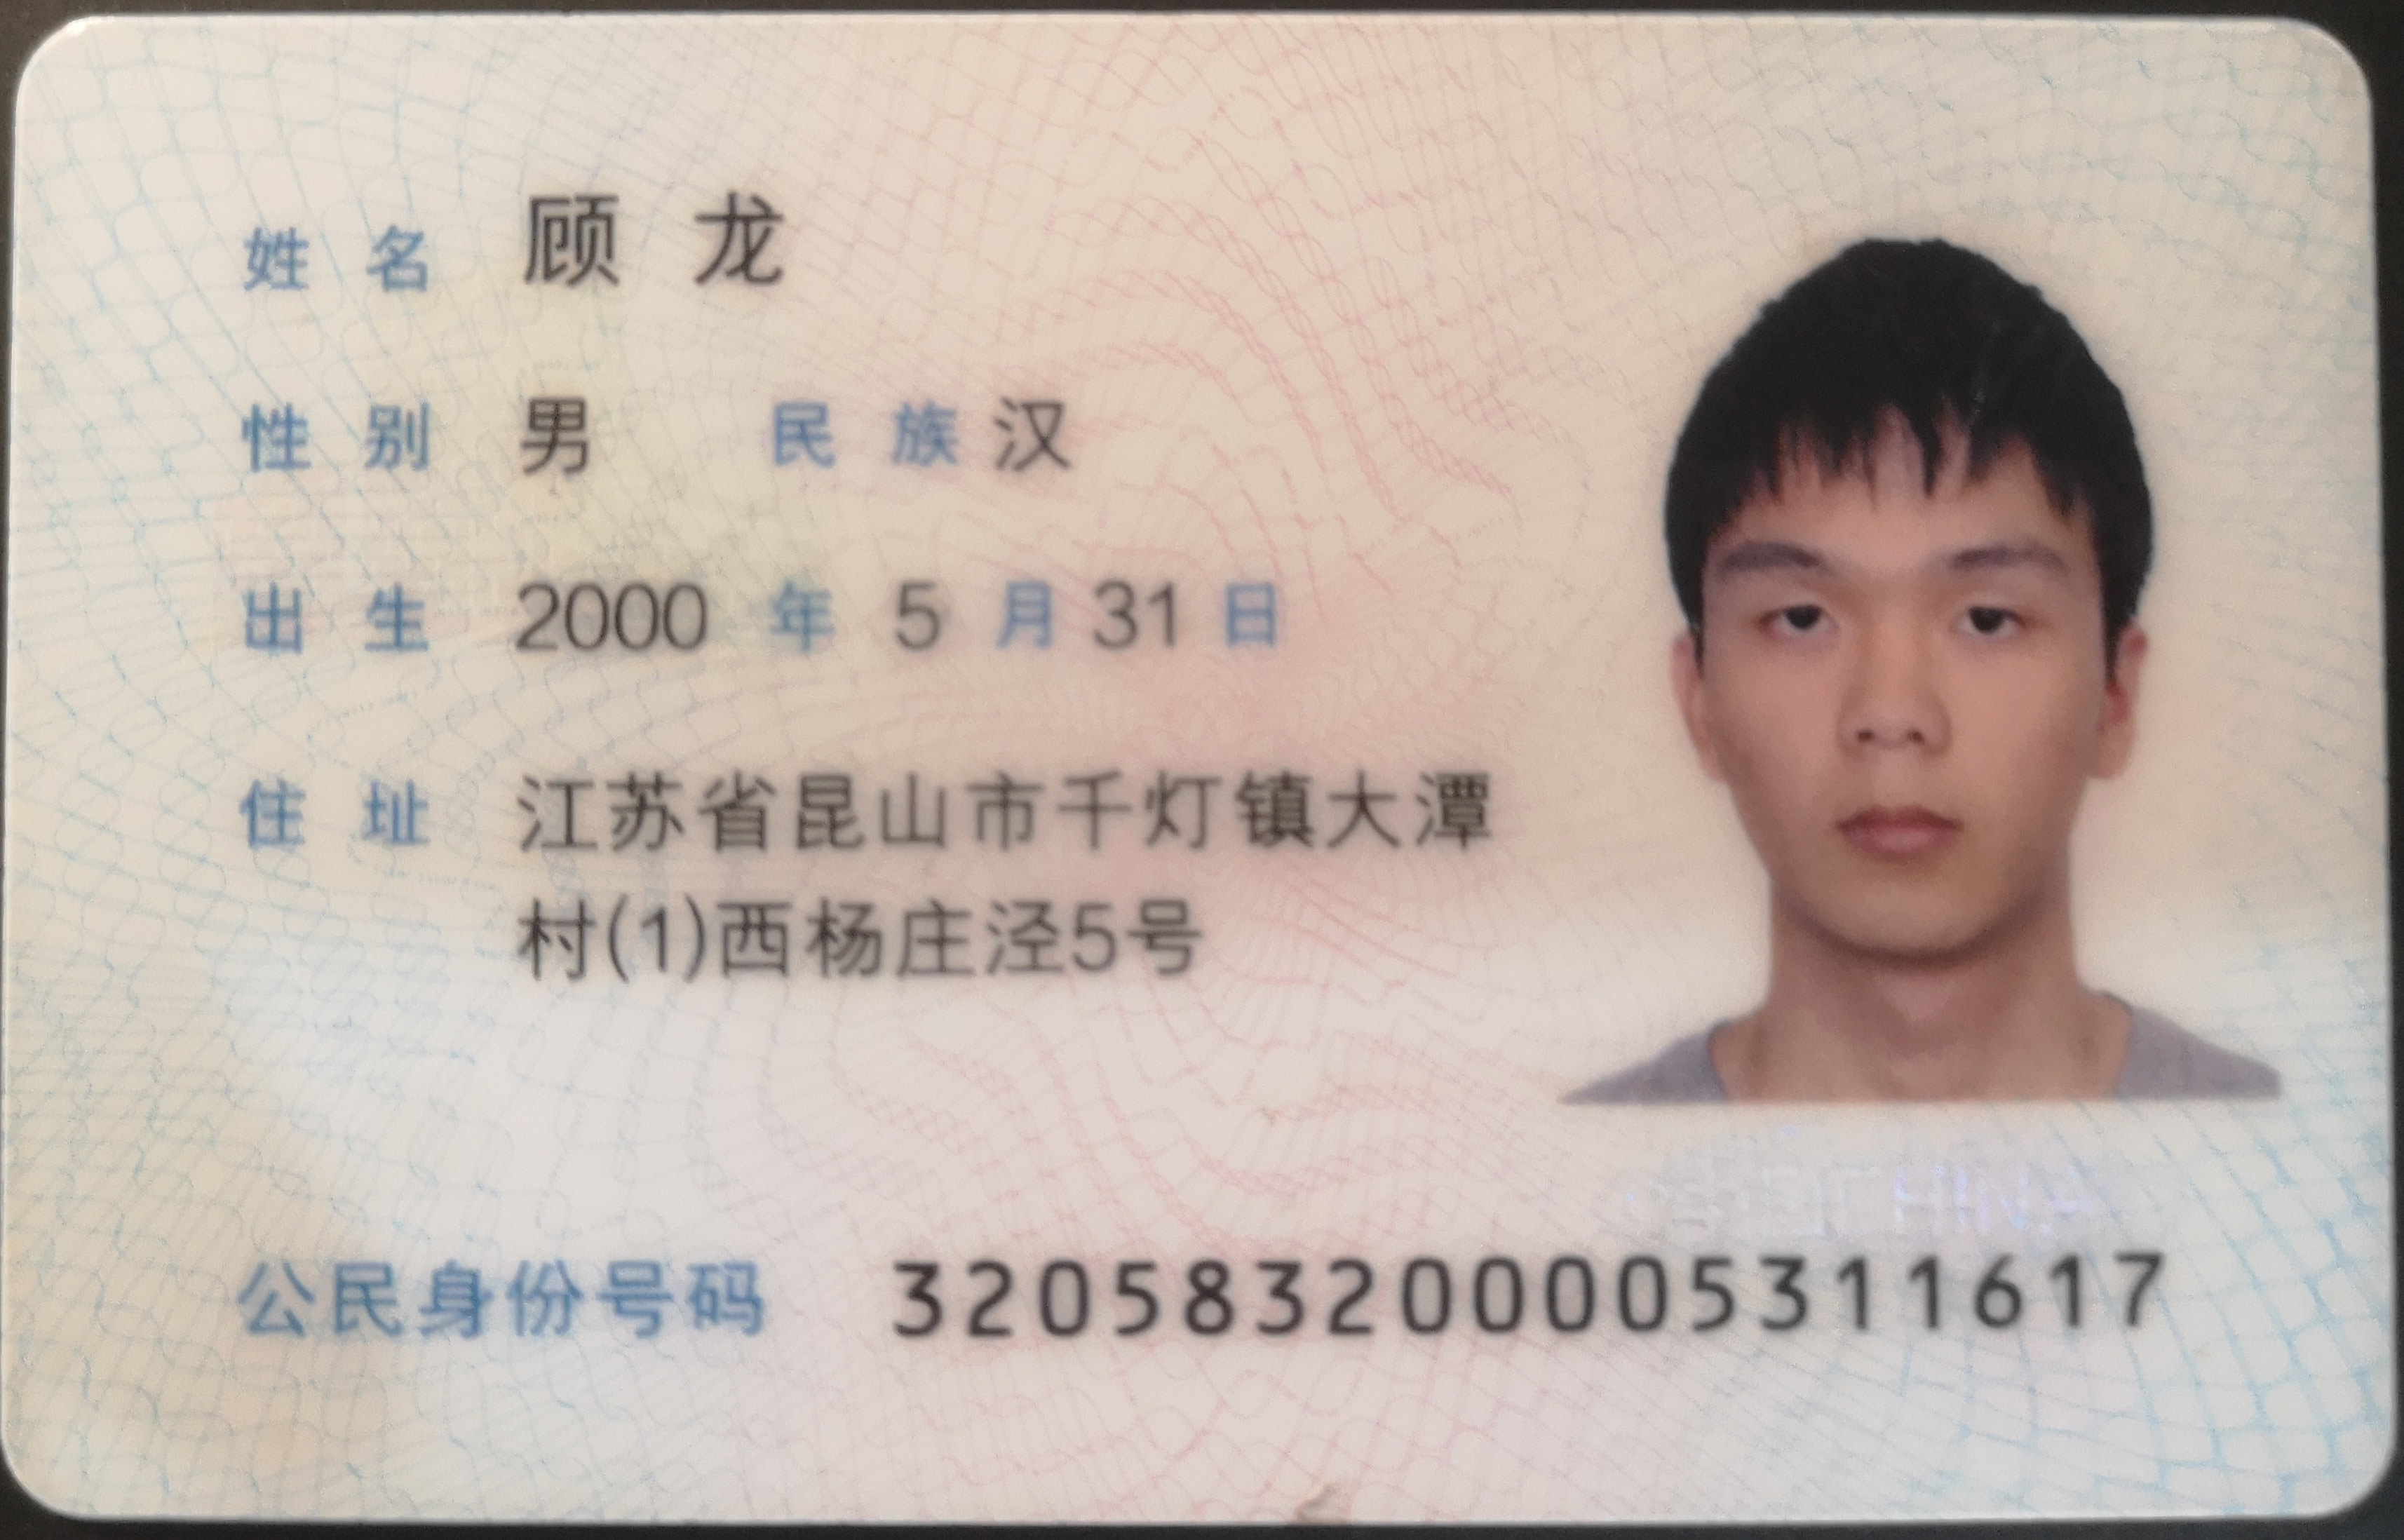 姓名 顾龙
性别 男 民族 汉
出生 2000 年 5 月 31 日
住址 江苏省昆山市千灯镇大潭
村(1)西杨庄泾5号
公民身份号码 320583200005311617